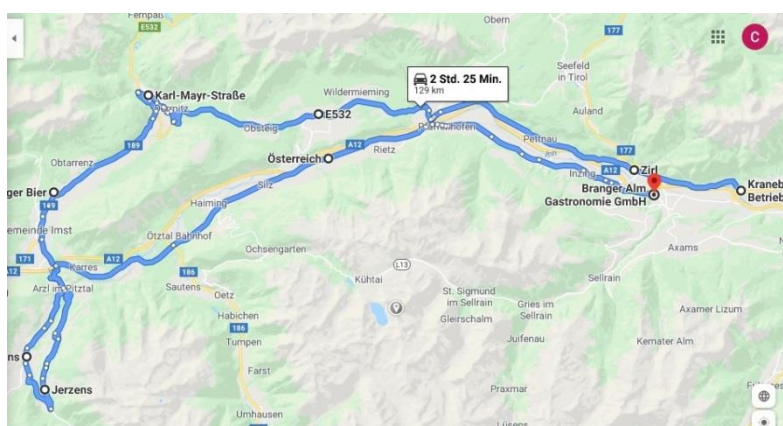 Fernpaß
E532
Obern
177
C
Seefeld
in Tirol
2 Std. 25 Min.
129 km
Karl-Mayr-Straße
Wildermieming
E532
Obsteig
Auland
Pettnau
177
189
A12
Österreich
Rietz
Obtarrenz
Zirl
A12
Inzing
Kraneb
Betrieb
Branger Alm
Gastronomie GmbH
ger Bier
Silz
149
Haiming
emeinde Imst
Ötztal Bahnhof
Axams
171
A12
Ochsengarten
Karres
A12
186
L13
Kühtai
Sellrain
Arzl im Pitztal
Sautens
Oetz
St. Sigmund
im Sellrain
Gries im
Sellrain
Axamer Lizum
Gleirschalm
Habichen
186
Juifenau
Kemater Alm
Tumpen
ns
Farst
Jerzens
Praxmar
Umhausen
Lüsens